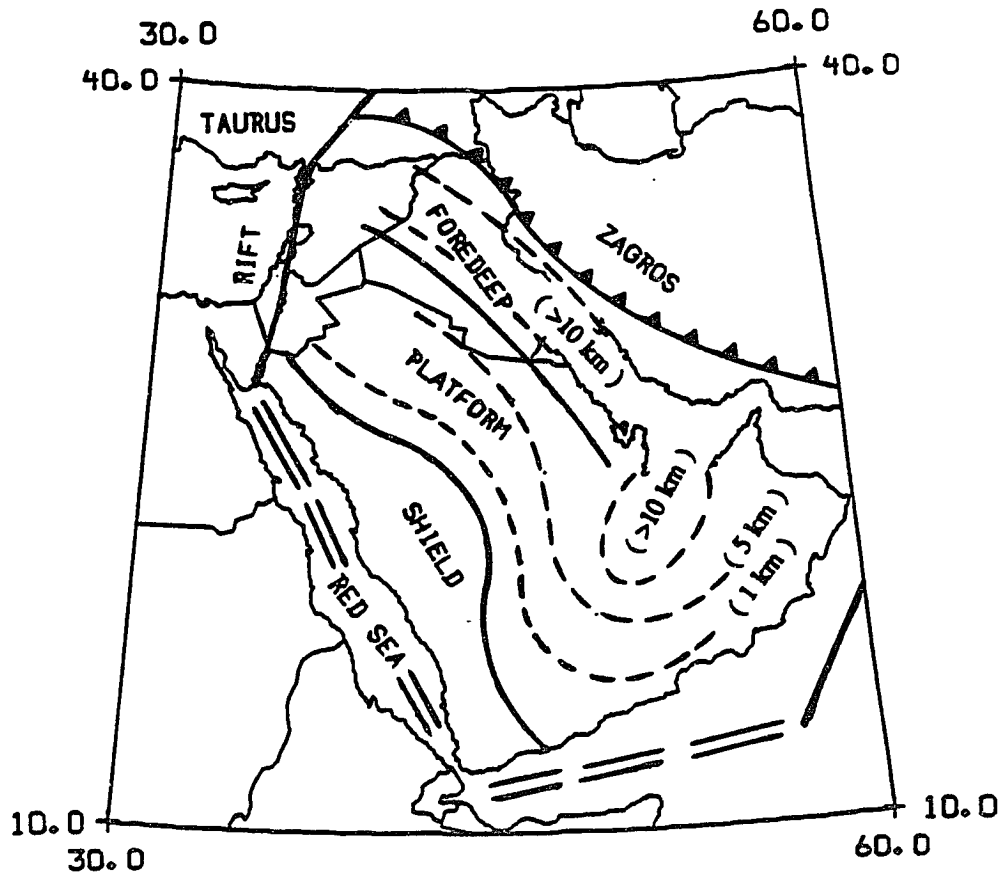 30.0
60.0
40.0
40.0
TAURUS
RIFT
FOREDEEP
ZAGROS
(>10 km)
PLATFORM
SHIELD
(>10 km)
(5 km)
(1 km)
RED SEA
10.0
10.0
30.0
60.0